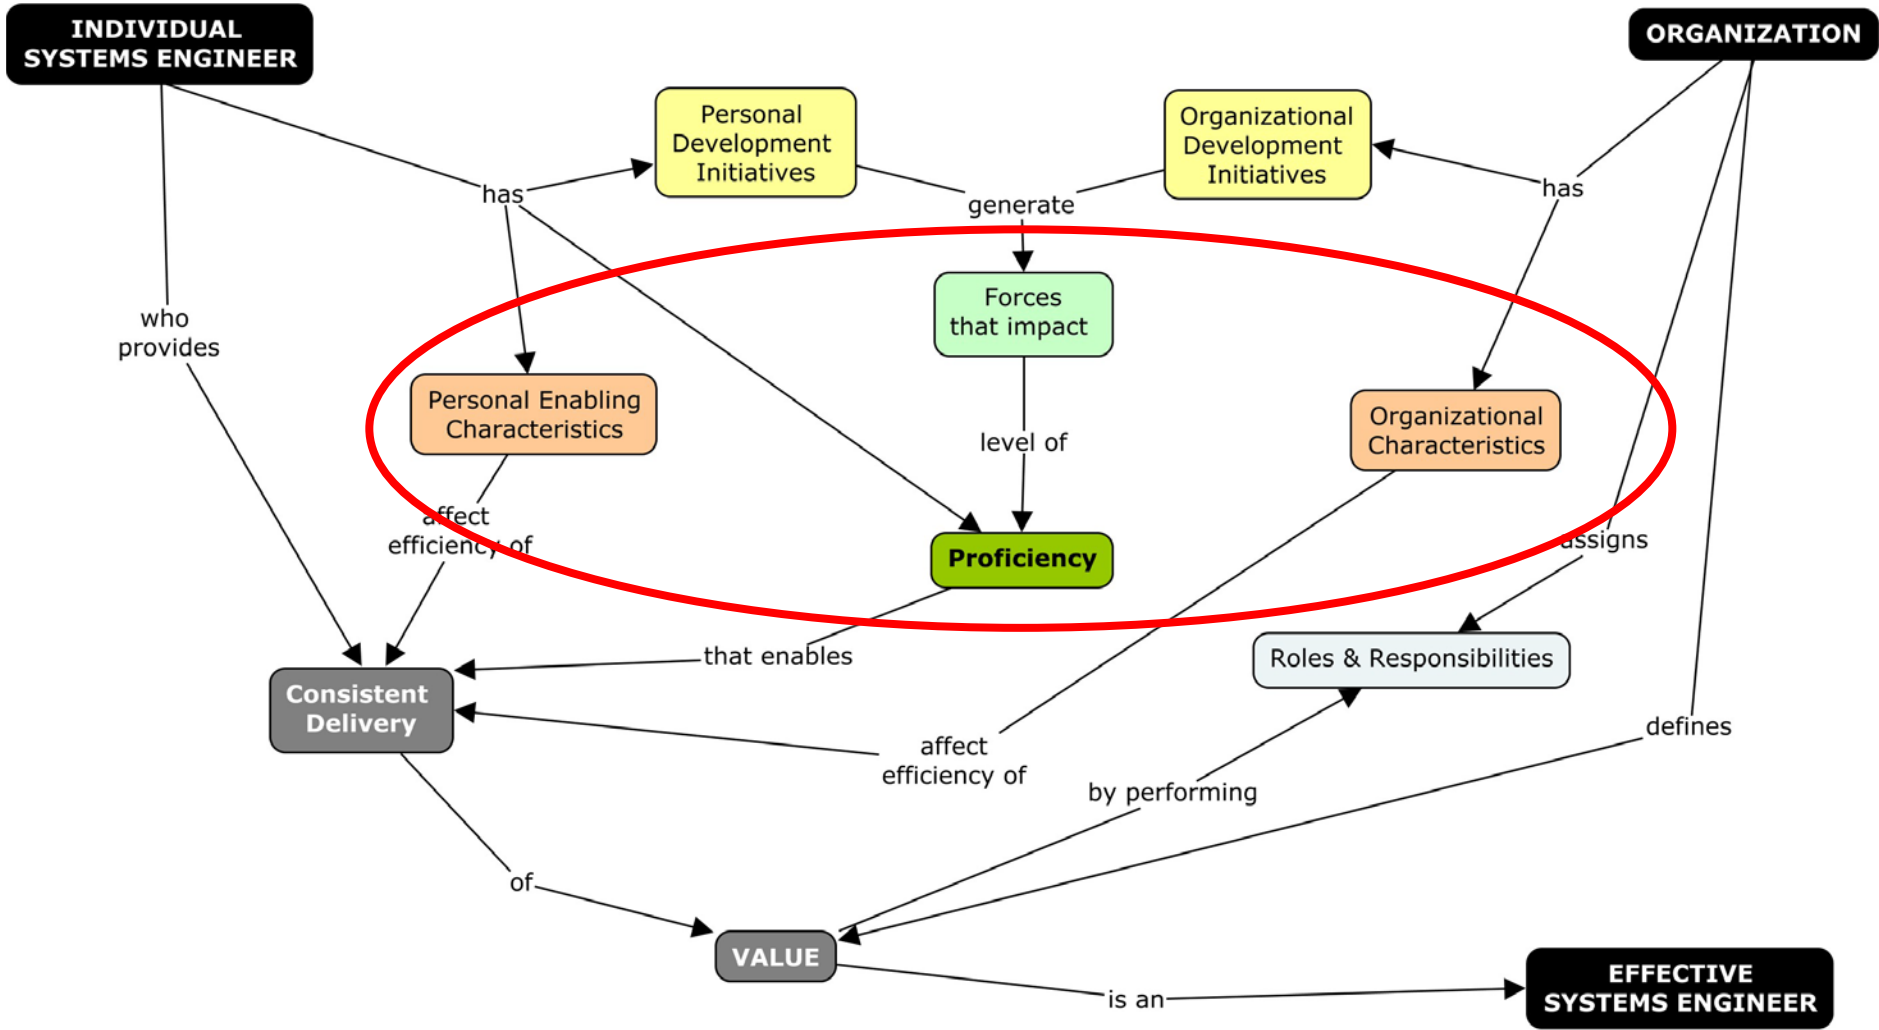 INDIVIDUAL
SYSTEMS ENGINEER
ORGANIZATION
Personal
Development
Initiatives
Organizational
Development
Initiatives
has
generate
has
Forces
that impact
who
provides
Personal Enabling
Characteristics
level of
Organizational
Characteristics
affect
efficiency of
Proficiency
assigns
that enables
Roles & Responsibilities
Consistent
Delivery
affect
efficiency of
defines
by performing
of
VALUE
is an
EFFECTIVE
SYSTEMS ENGINEER